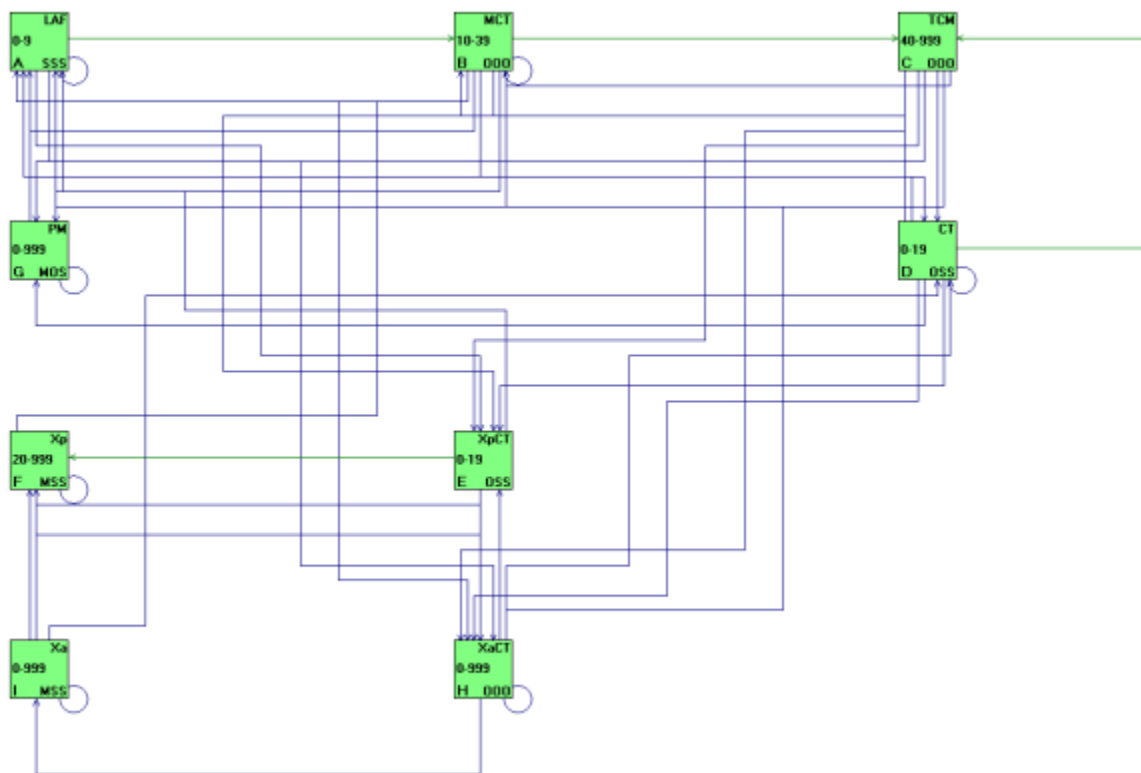 LAF
0-9
A SSS
MCT
10-39
B OOO
TCM
40-999
C OOO
PM
0-999
G MOS
CT
0-19
D OSS
Xp
20-999
F MSS
XpCT
0-19
E OSS
Xa
0-999
I MSS
XaCT
0-999
H OOO